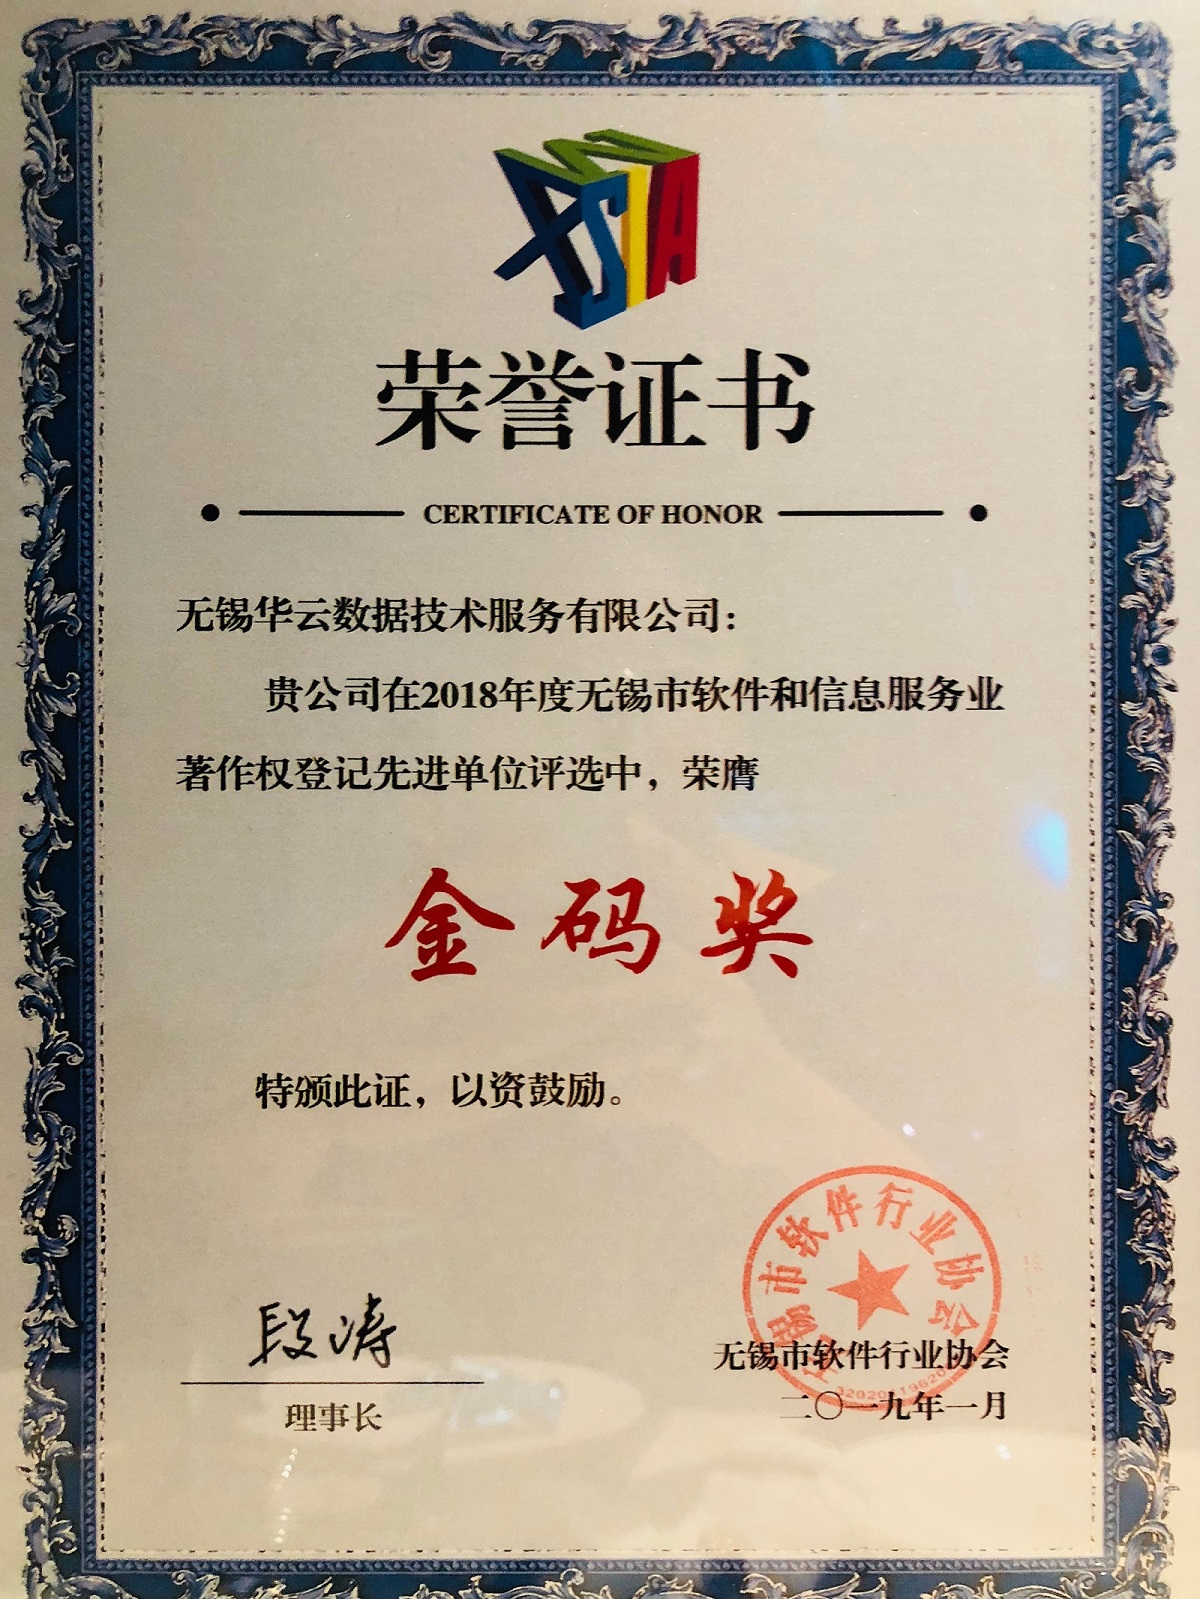 WXSIA
荣誉证书
CERTIFICATE OF HONOR
无锡华云数据技术服务有限公司：
贵公司在2018年度无锡市软件和信息服务业
著作权登记先进单位评选中，荣膺
金码奖
特颁此证，以资鼓励。
无锡市软件行业协会
段涛
无锡市软件行业协会
理事长
二〇一九年一月